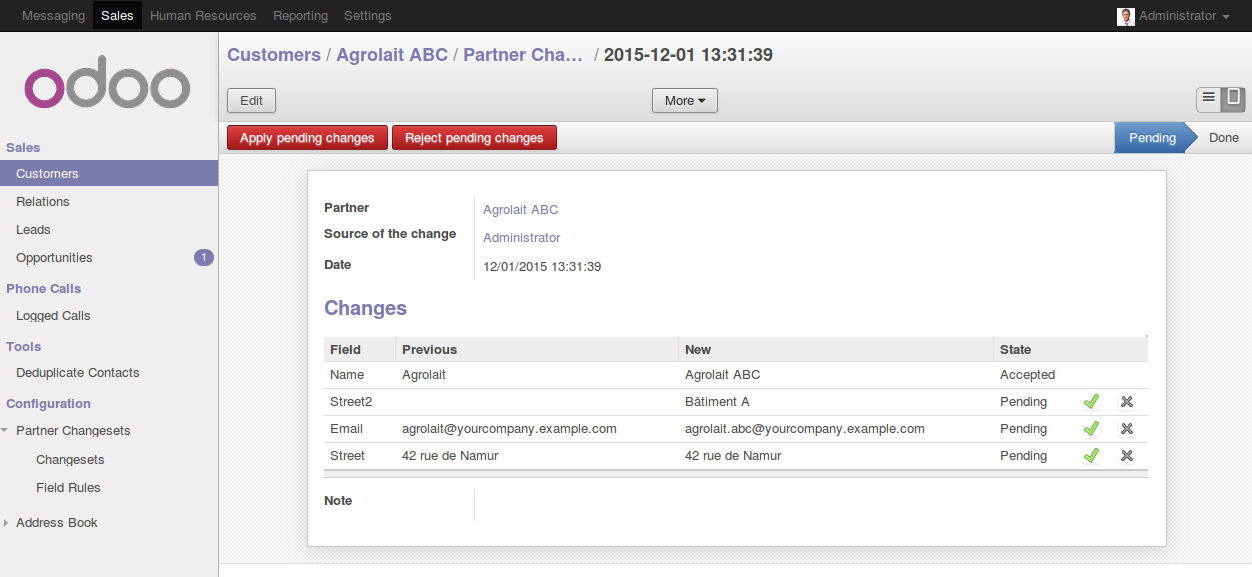 Messaging Sales Human Resources Reporting Settings Administrator
odoo
Customers / Agrolait ABC / Partner Cha... / 2015-12-01 13:31:39
Edit More
Apply pending changes Reject pending changes Pending Done
Sales
Customers
Relations
Leads
Opportunities 1
Phone Calls
Logged Calls
Tools
Deduplicate Contacts
Configuration
Partner Changesets
Changesets
Field Rules
Address Book
Partner Agrolait ABC
Source of the change Administrator
Date 12/01/2015 13:31:39
Changes
Field Previous New State
Name Agrolait Agrolait ABC Accepted
Street2 Bâtiment A Pending
Email agrolait@yourcompany.example.com agrolait.abc@yourcompany.example.com Pending
Street 42 rue de Namur 42 rue de Namur Pending
Note